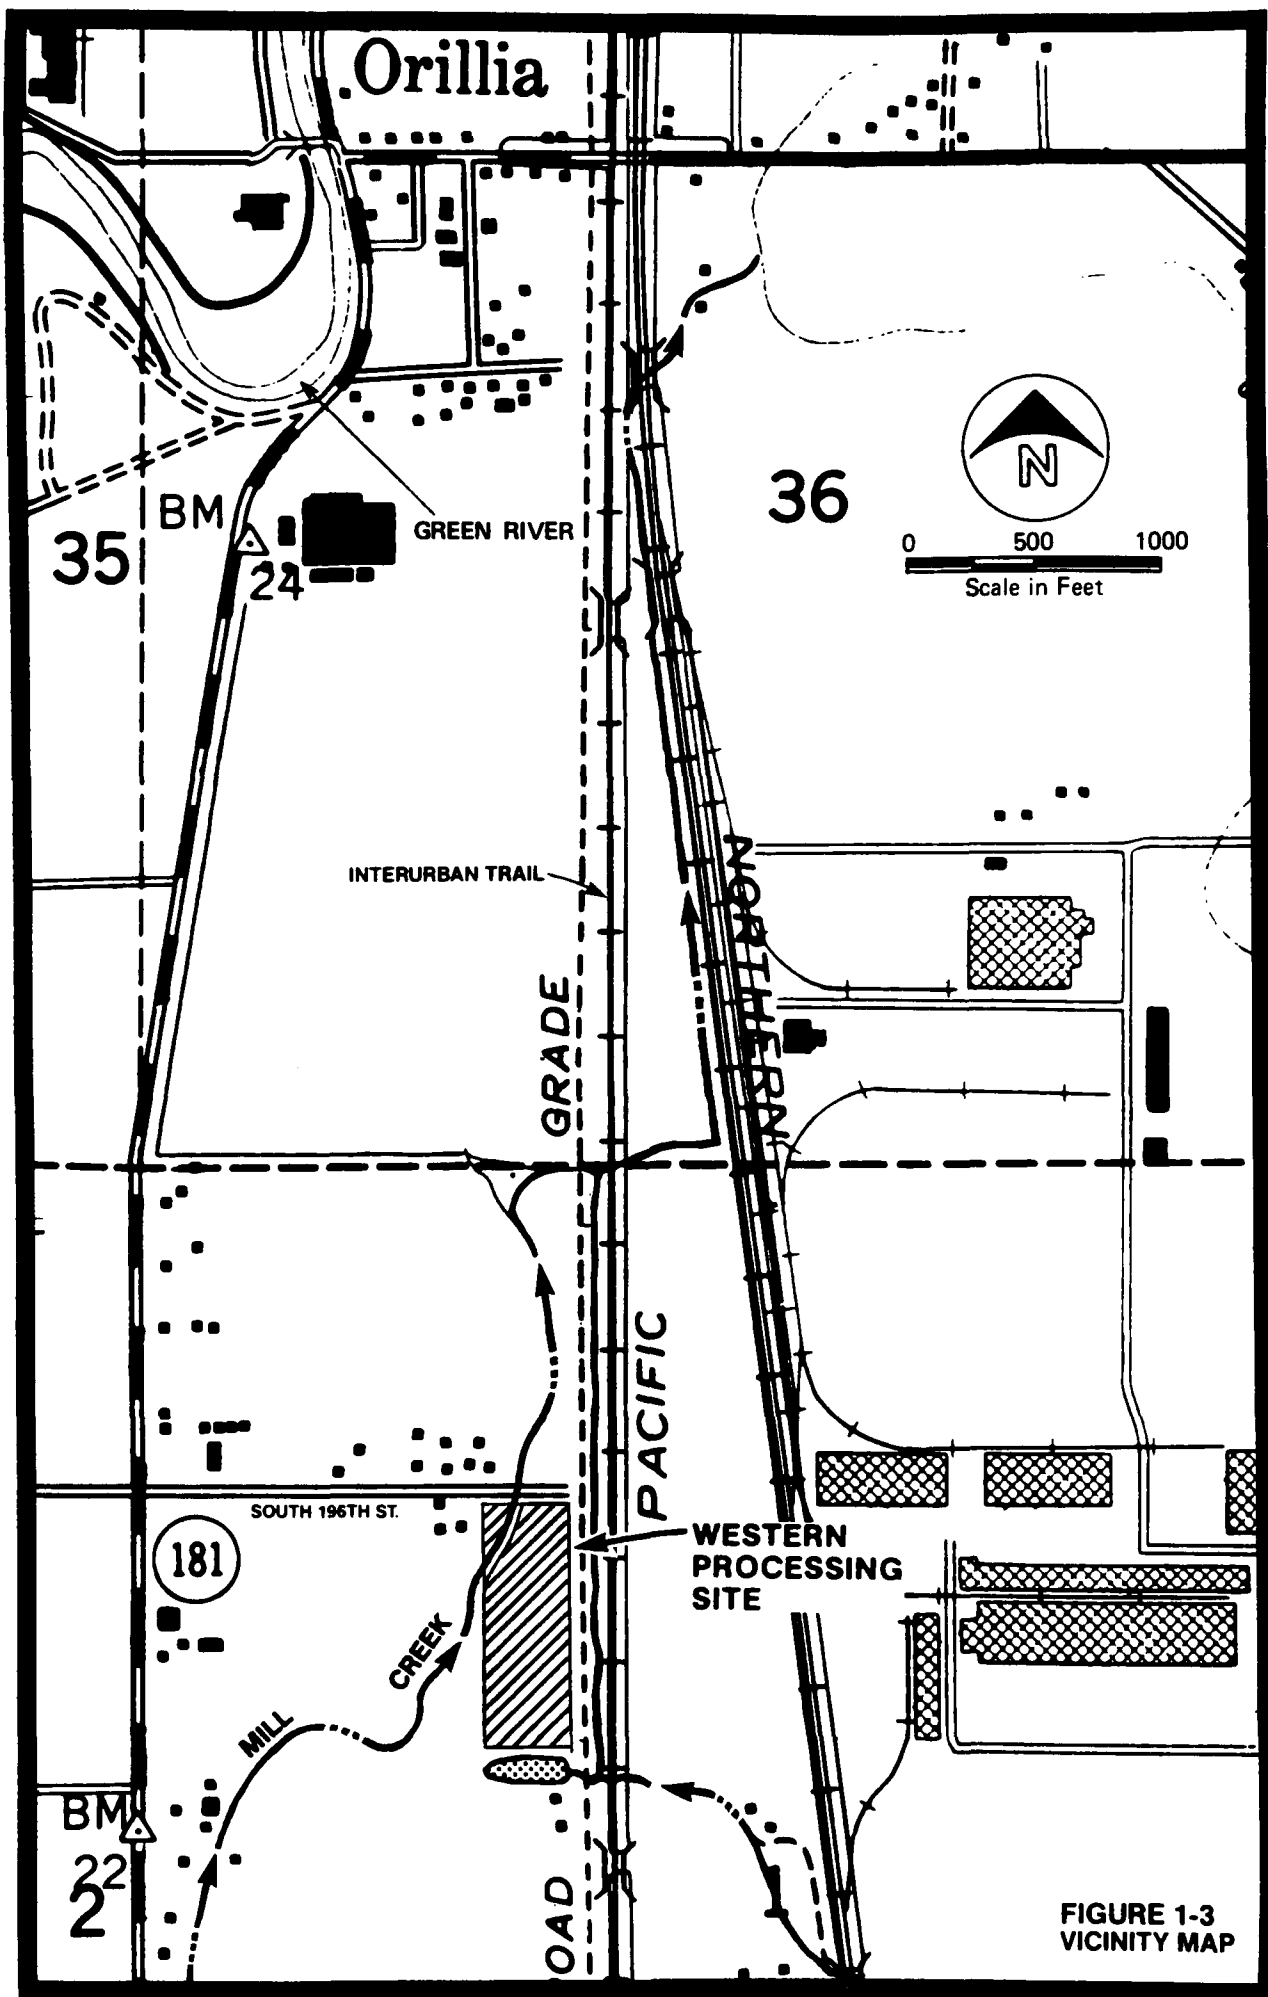 Orillia
36
N
BM
GREEN RIVER
35
24
0 500 1000
Scale in Feet
INTERURBAN TRAIL
NORTHERN
GRADE
PACIFIC
SOUTH 196TH ST.
181
WESTERN
PROCESSING
SITE
CREEK
MILL
BM
22
2
OAD
FIGURE 1-3
VICINITY MAP